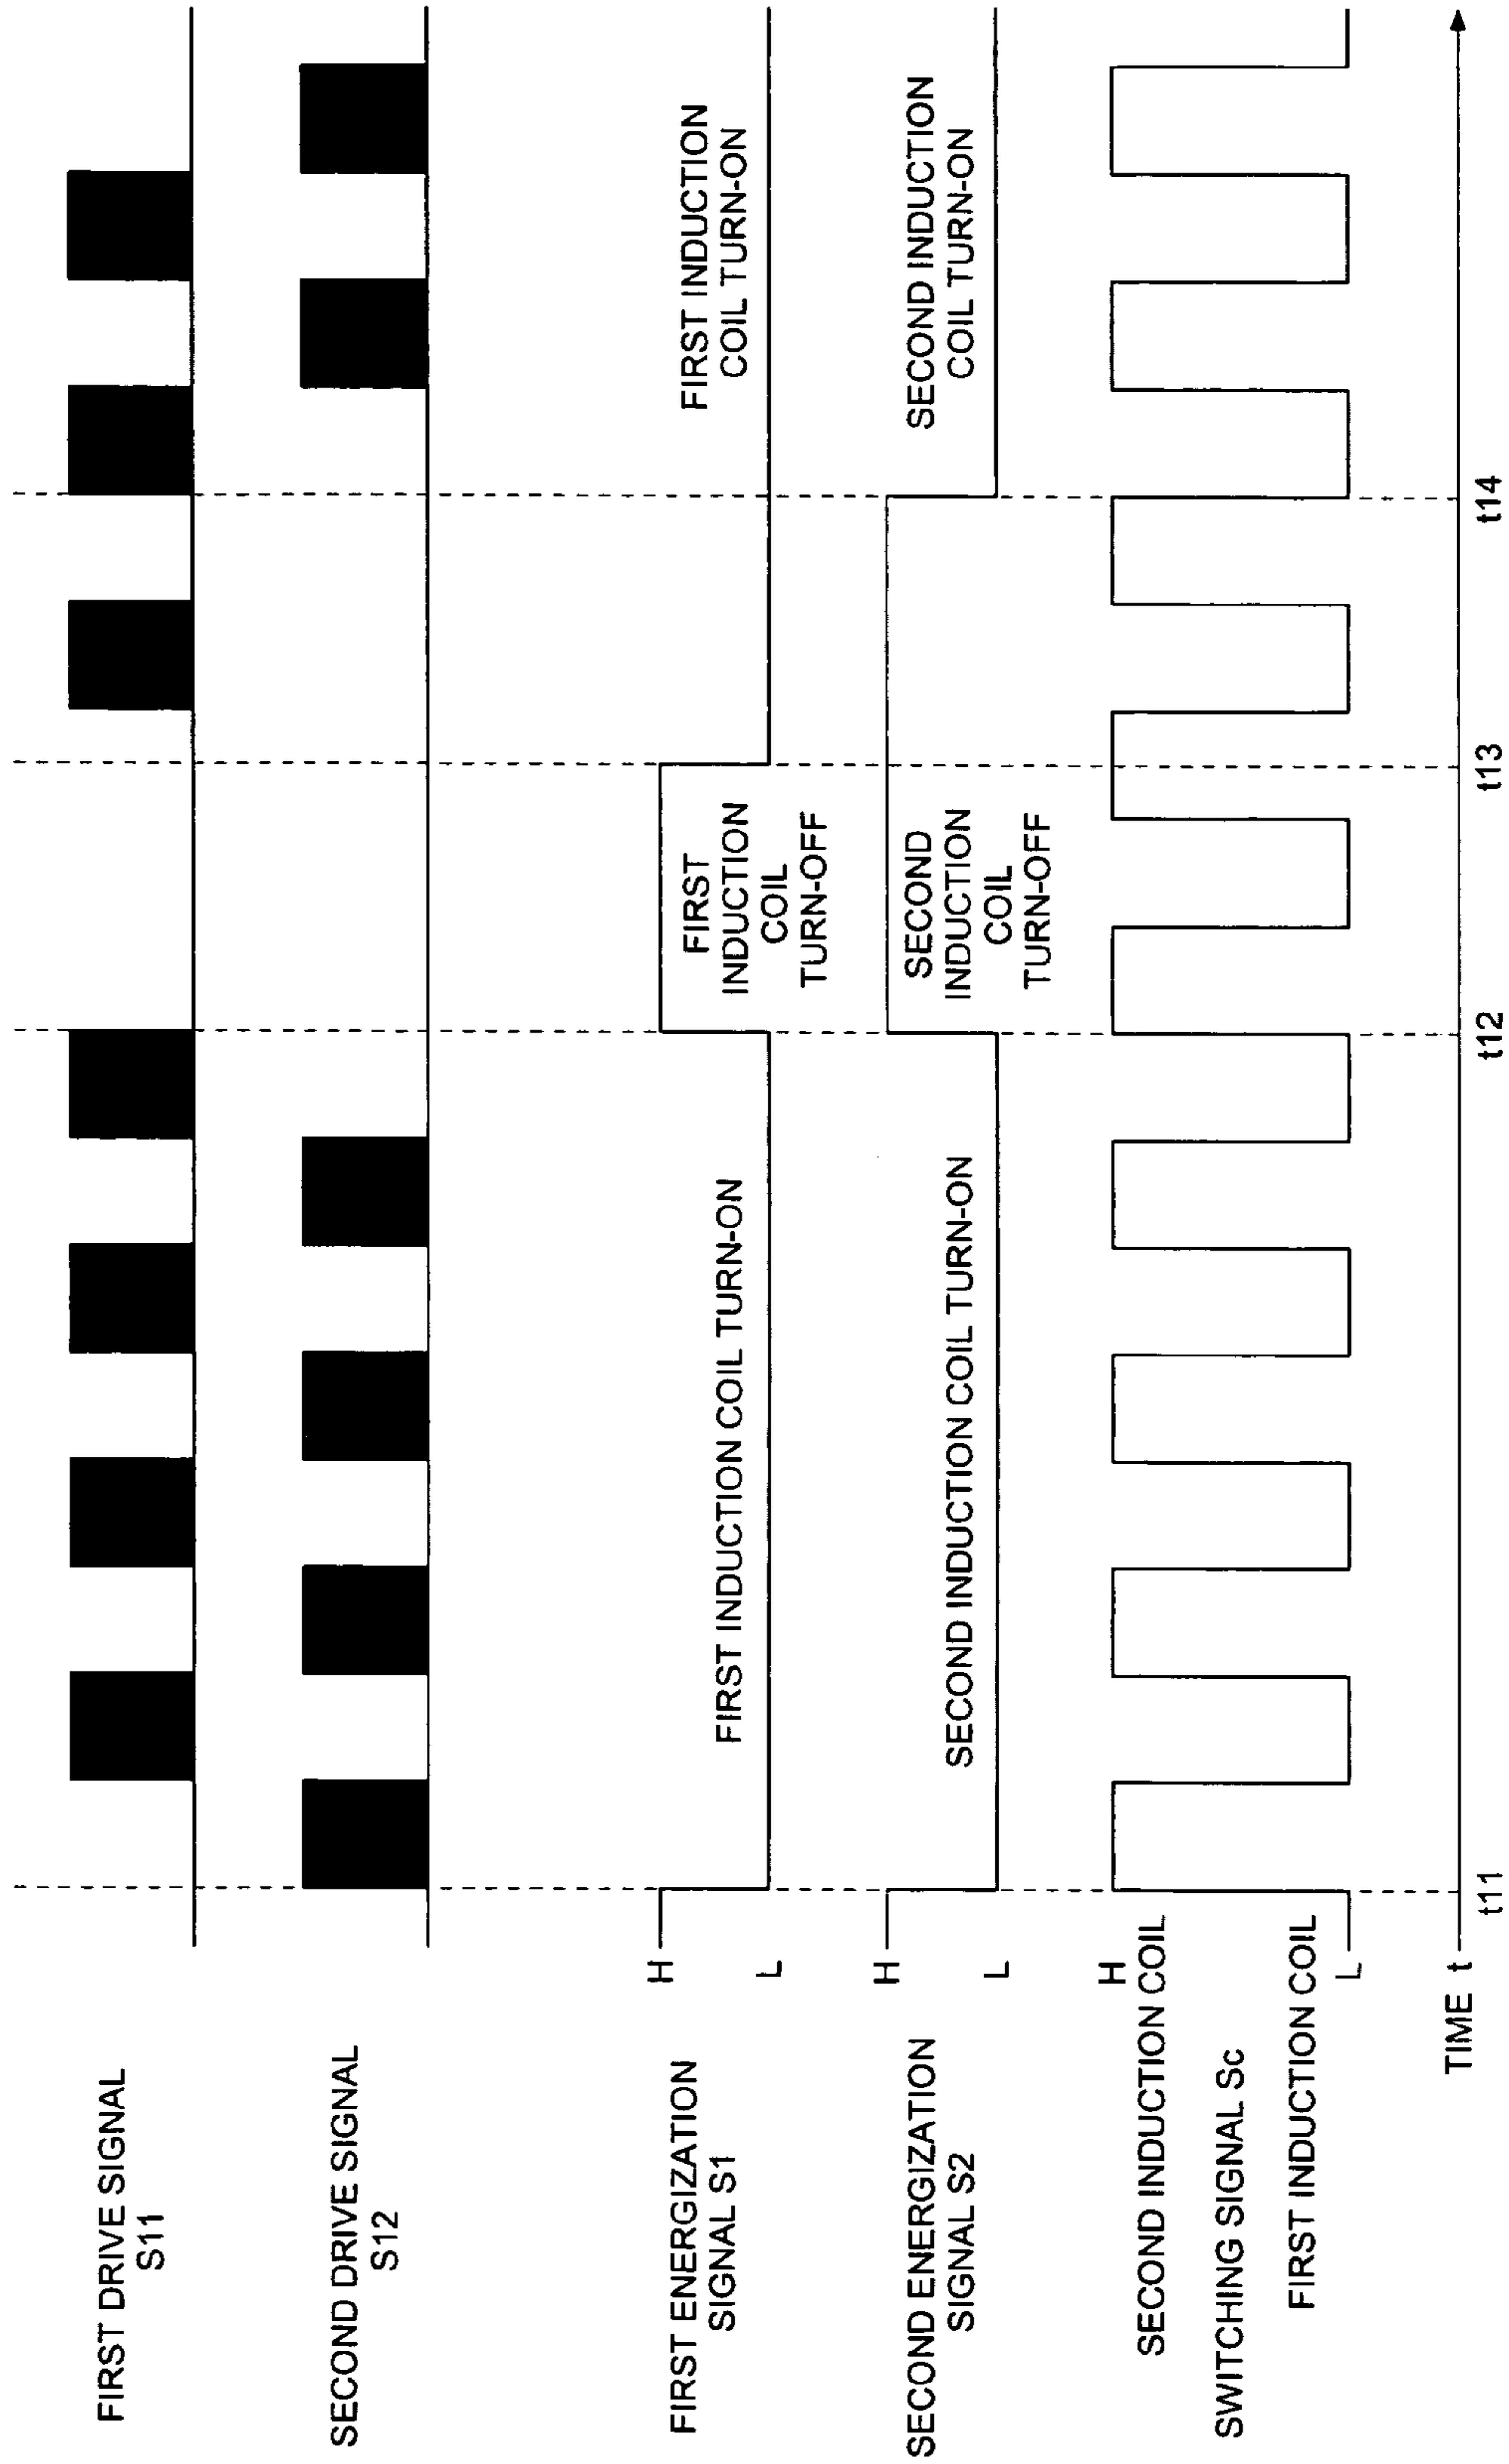 FIRST DRIVE SIGNAL
S11
SECOND DRIVE SIGNAL
S12
FIRST ENERGIZATION
SIGNAL S1
H
L
FIRST INDUCTION COIL TURN-ON
FIRST
INDUCTION
COIL
TURN-OFF
FIRST INDUCTION
COIL TURN-ON
SECOND ENERGIZATION
SIGNAL S2
H
L
SECOND INDUCTION COIL TURN-ON
SECOND
INDUCTION
COIL
TURN-OFF
SECOND INDUCTION
COIL TURN-ON
H
SECOND INDUCTION COIL
SWITCHING SIGNAL Sc
FIRST INDUCTION COIL
L
TIME t
t11
t12
t13
t14